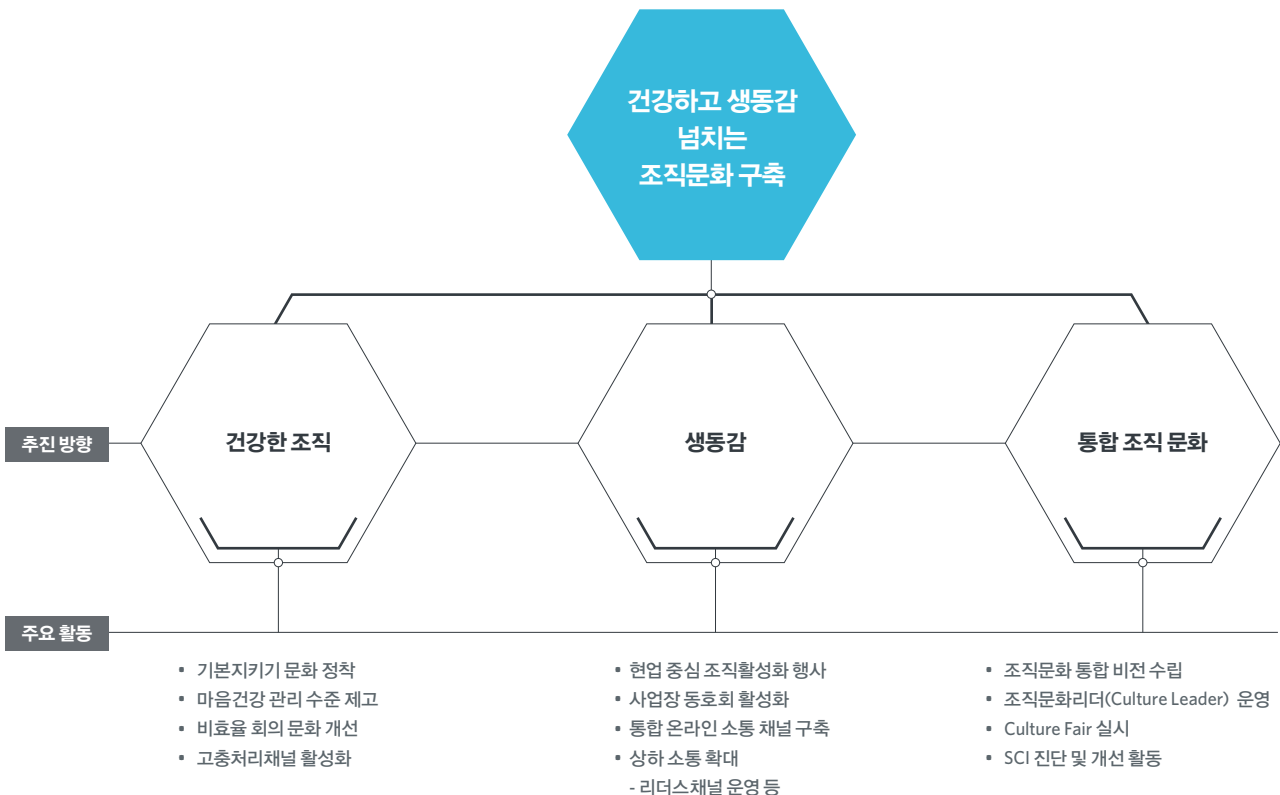 건강하고 생동감
넘치는
조직문화 구축
추진 방향
건강한 조직
생동감
통합 조직 문화
주요 활동
• 기본지키기 문화 정착
• 마음건강 관리 수준 제고
• 비효율 회의 문화 개선
• 고충처리채널 활성화
• 현업 중심 조직활성화 행사
• 사업장 동호회 활성화
• 통합 온라인 소통 채널 구축
• 상하 소통 확대
- 리더스채널 운영 등
• 조직문화 통합 비전 수립
• 조직문화리더(Culture Leader) 운영
• Culture Fair 실시
• SCI 진단 및 개선 활동